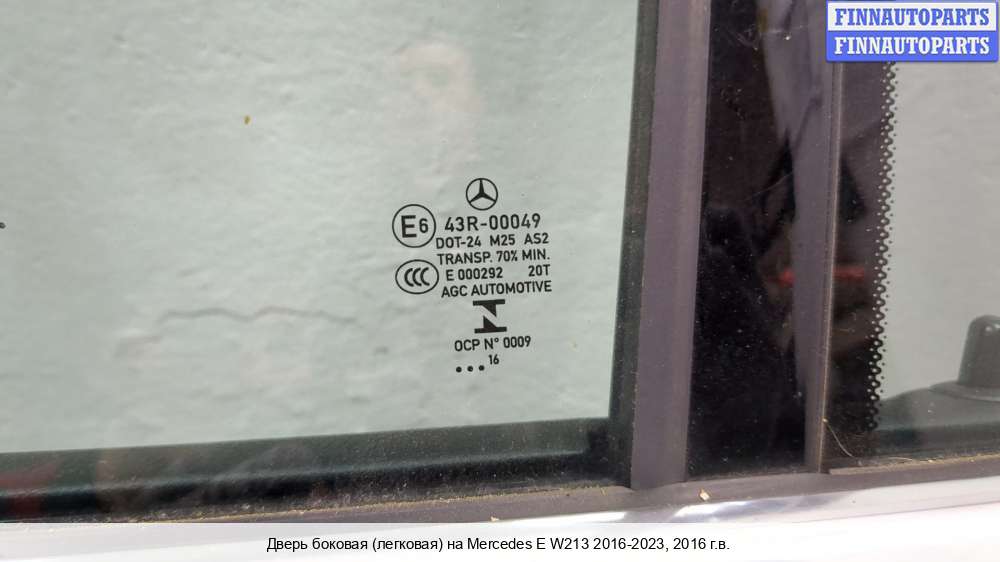 FINNAUTOPARTS
FINNAUTOPARTS
E6 43R-00049
DOT-24 M25 AS2
TRANSP. 70% MIN.
CCC E 000292 20T
AGC AUTOMOTIVE
OCP N° 0009
...16
Дверь боковая (легковая) на Mercedes E W213 2016-2023, 2016 г.в.